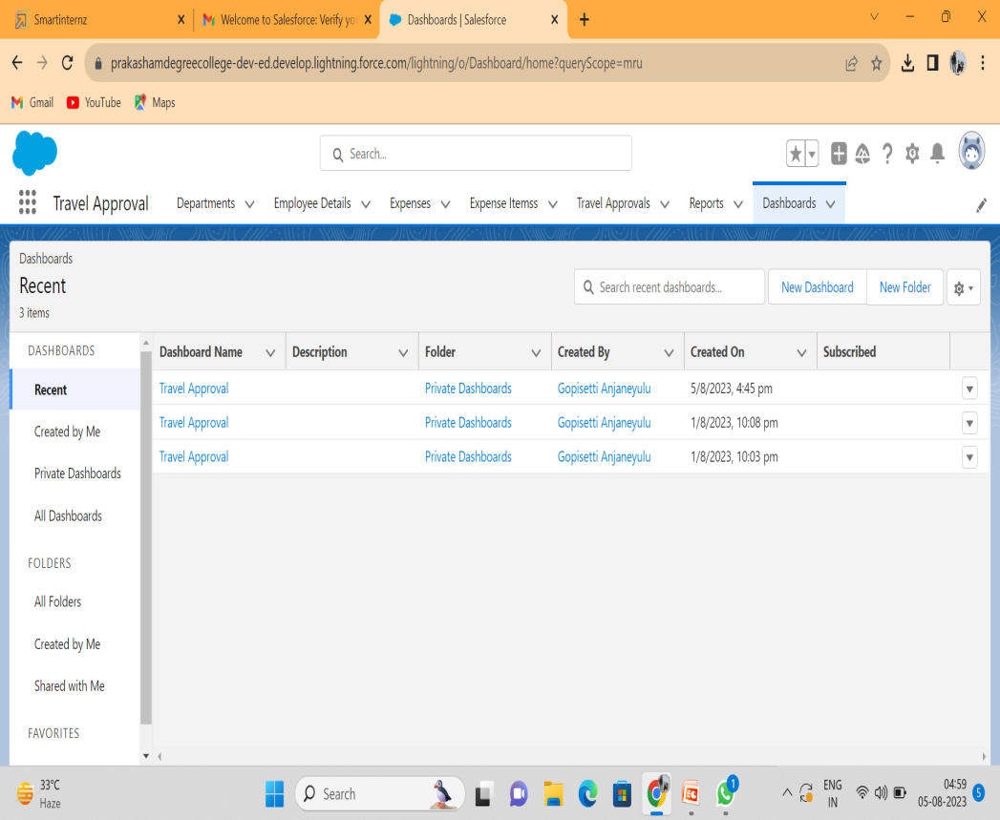 Smartinternz
Welcome to Salesforce: Verify yo
Dashboards | Salesforce
prakashamdegreecollege-dev-ed.develop.lightning.force.com/lightning/o/Dashboard/home?queryScope=mru
Gmail YouTube Maps
Search...
Travel Approval Departments Employee Details Expenses Expense Itemss Travel Approvals Reports Dashboards
Dashboards
Recent
3 items
Search recent dashboards...
New Dashboard New Folder
DASHBOARDS
Recent
Created by Me
Private Dashboards
All Dashboards
FOLDERS
All Folders
Created by Me
Shared with Me
FAVORITES
Dashboard Name Description Folder Created By Created On Subscribed
Travel Approval Private Dashboards Gopisetti Anjaneyulu 5/8/2023, 4:45 pm
Travel Approval Private Dashboards Gopisetti Anjaneyulu 1/8/2023, 10:08 pm
Travel Approval Private Dashboards Gopisetti Anjaneyulu 1/8/2023, 10:03 pm
33°C
Haze
Search
1
ENG
IN
04:59
05-08-2023
5